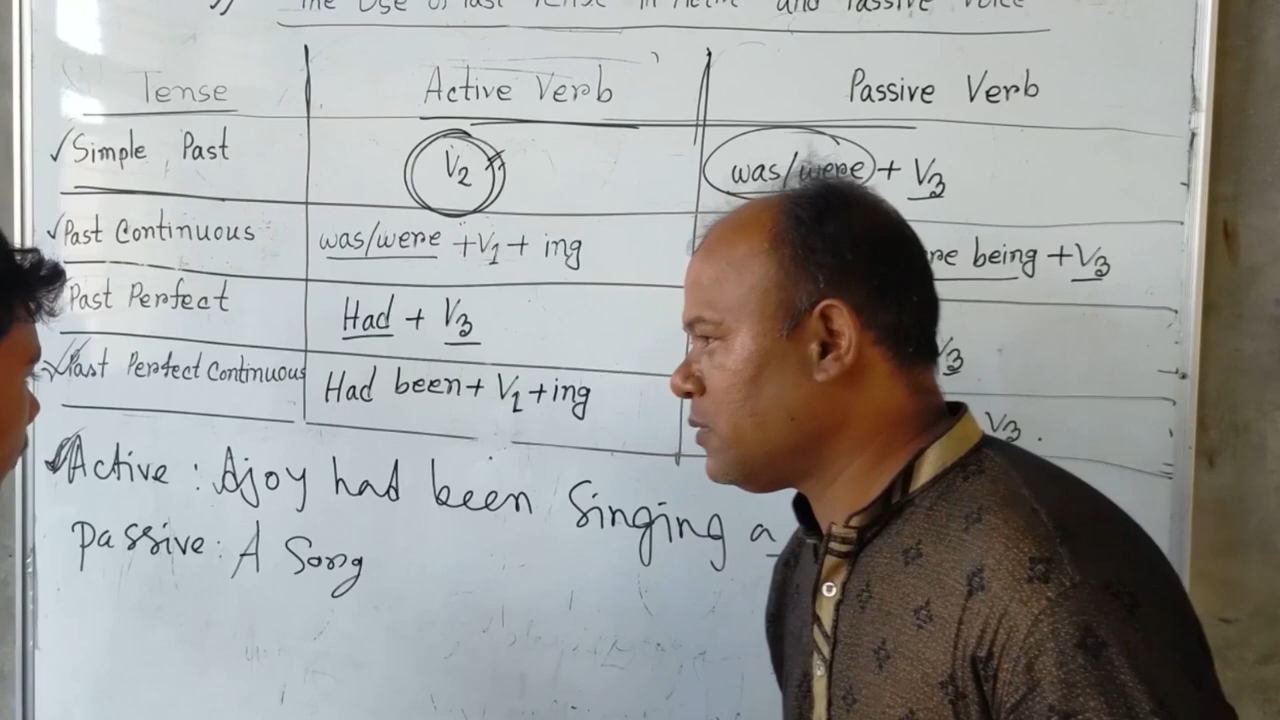 the Use of Past Tense in Active and Passive Voice
Tense Active Verb Passive Verb
Simple Past V2 was/were + V3
Past Continuous was/were +V1 + ing re being +V3
Past Perfect Had + V3 V3
Past Perfect Continuous Had been + V1 +ing V3.
Active : Ajoy had been Singing a
Passive : A Song